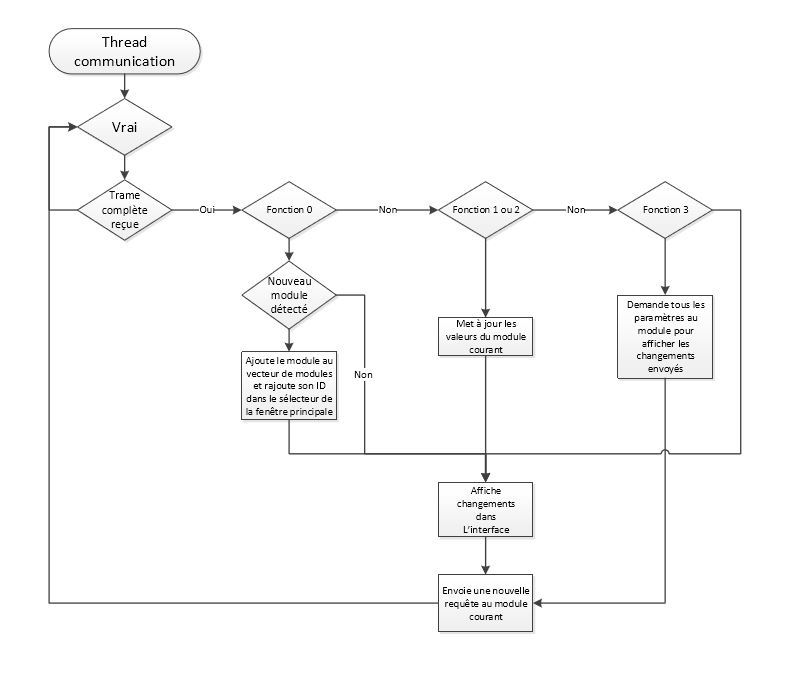 Thread
communication
Vrai
Trame
complète
reçue
Oui
Fonction 0
Non
Fonction 1 ou 2
Non
Fonction 3
Nouveau
module
détecté
Non
Ajoute le module au
vecteur de modules
et rajoute son ID
dans le sélecteur de
la fenêtre principale
Met à jour les
valeurs du module
courant
Demande tous les
paramètres au
module pour
afficher les
changements
envoyés
Affiche
changements
dans
L'interface
Envoie une nouvelle
requête au module
courant